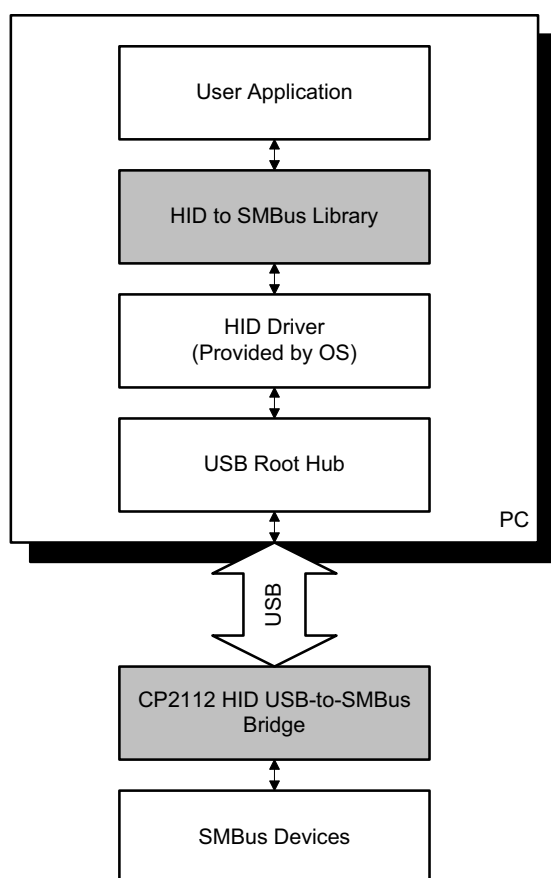 User Application
HID to SMBus Library
HID Driver
(Provided by OS)
USB Root Hub
PC
USB
CP2112 HID USB-to-SMBus
Bridge
SMBus Devices